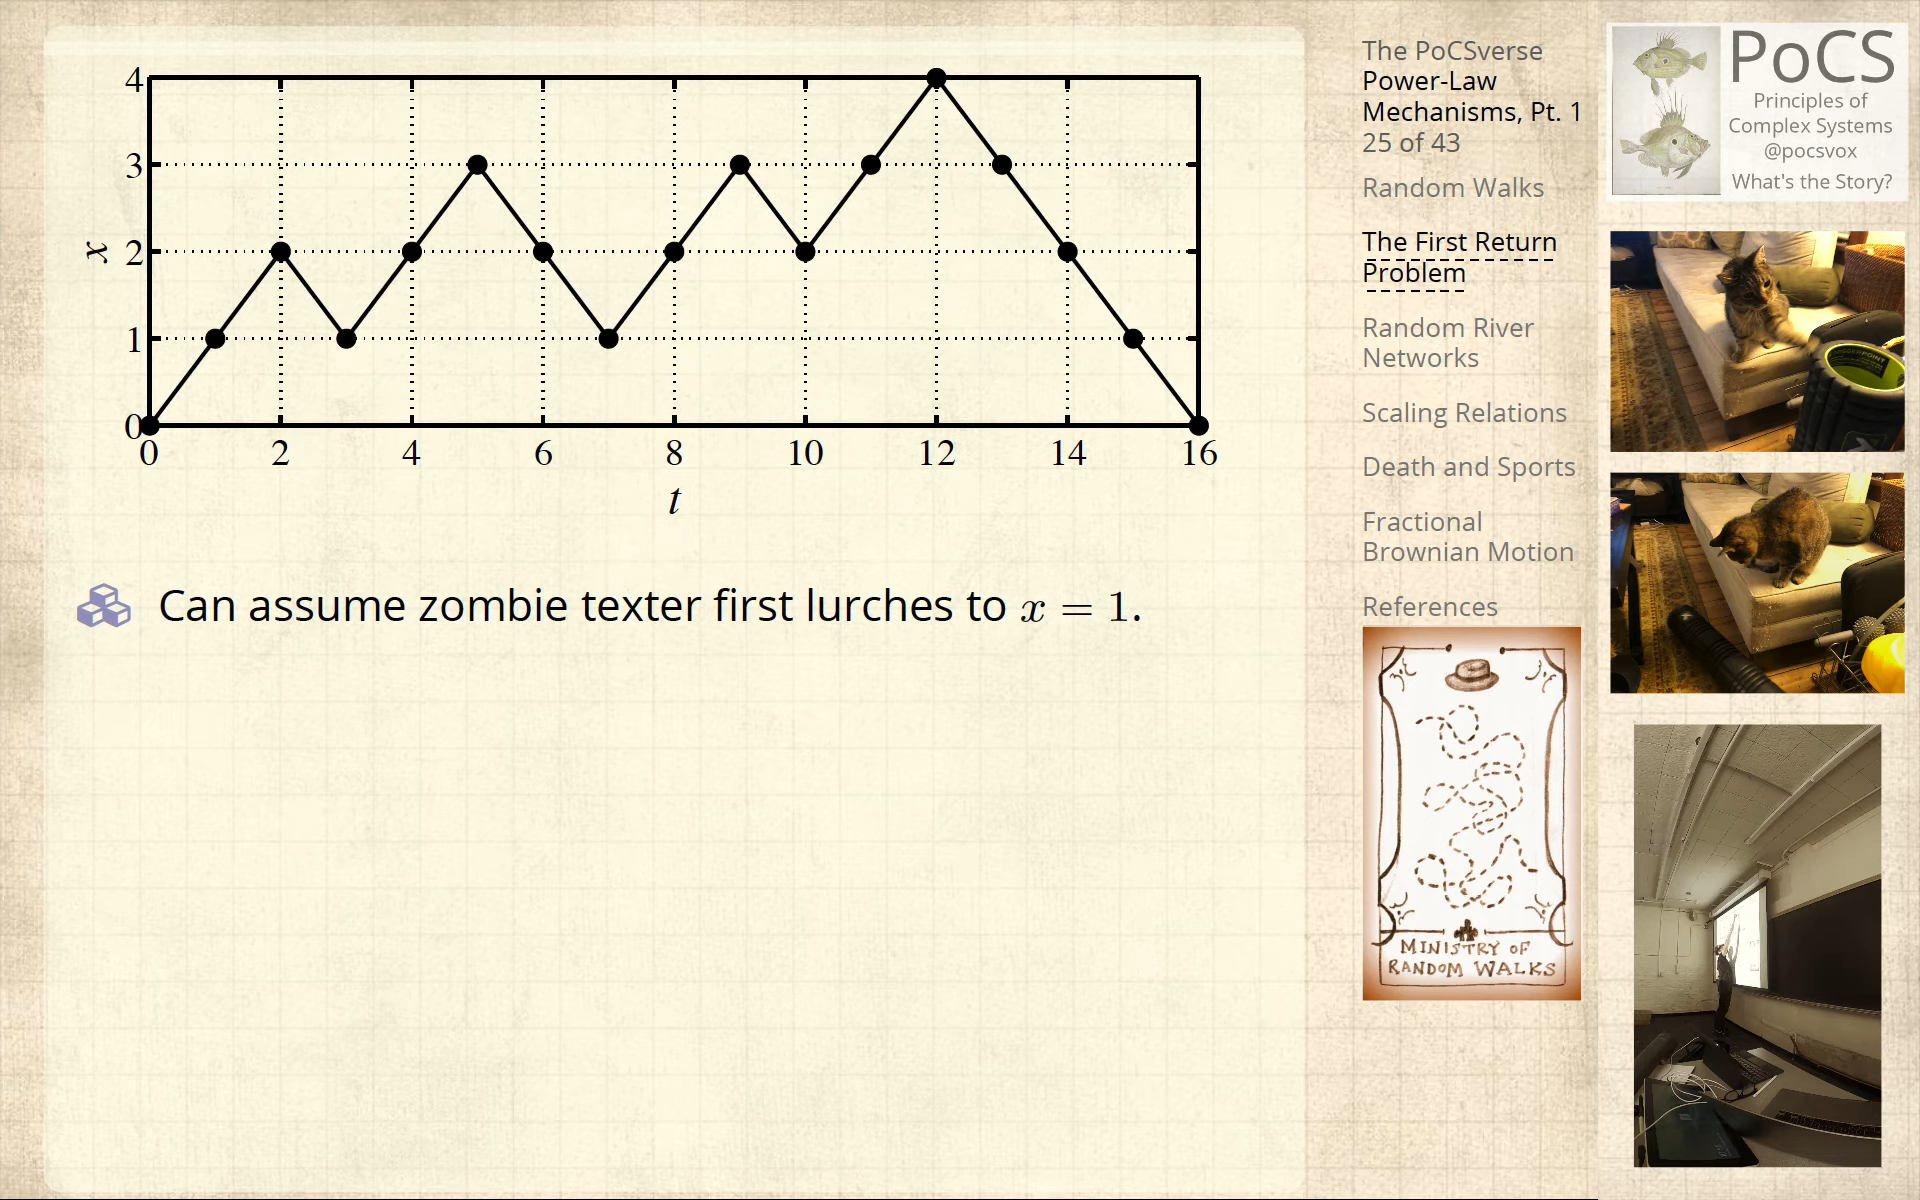 4
3
2
1
0
x
0 2 4 6 8 10 12 14 16
t
Can assume zombie texter first lurches to x = 1.
The PoCSverse
Power-Law
Mechanisms, Pt. 1
25 of 43
Random Walks
The First Return
Problem
Random River
Networks
Scaling Relations
Death and Sports
Fractional
Brownian Motion
References
MINISTRY OF
RANDOM WALKS
PoCS
Principles of
Complex Systems
@pocsvox
What's the Story?